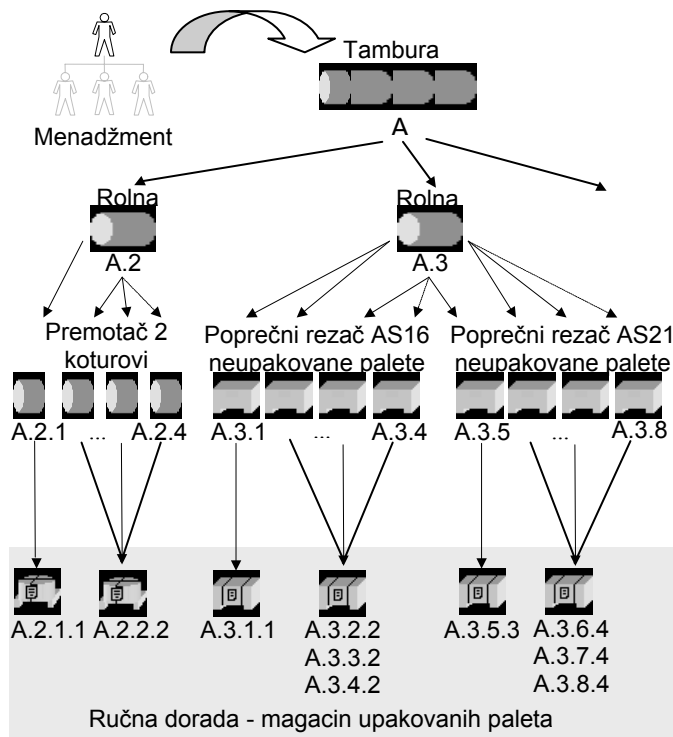 Tambura
Menadžment
A
Rolna
Rolna
A.2
A.3
Premotač 2
koturovi
Poprečni rezač AS16
neupakovane palete
Poprečni rezač AS21
neupakovane palete
A.2.1 ... A.2.4
A.3.1 ... A.3.4
A.3.5 ... A.3.8
A.2.1.1 A.2.2.2
A.3.1.1
A.3.2.2
A.3.3.2
A.3.4.2
A.3.5.3
A.3.6.4
A.3.7.4
A.3.8.4
Ručna dorada - magacin upakovanih paleta